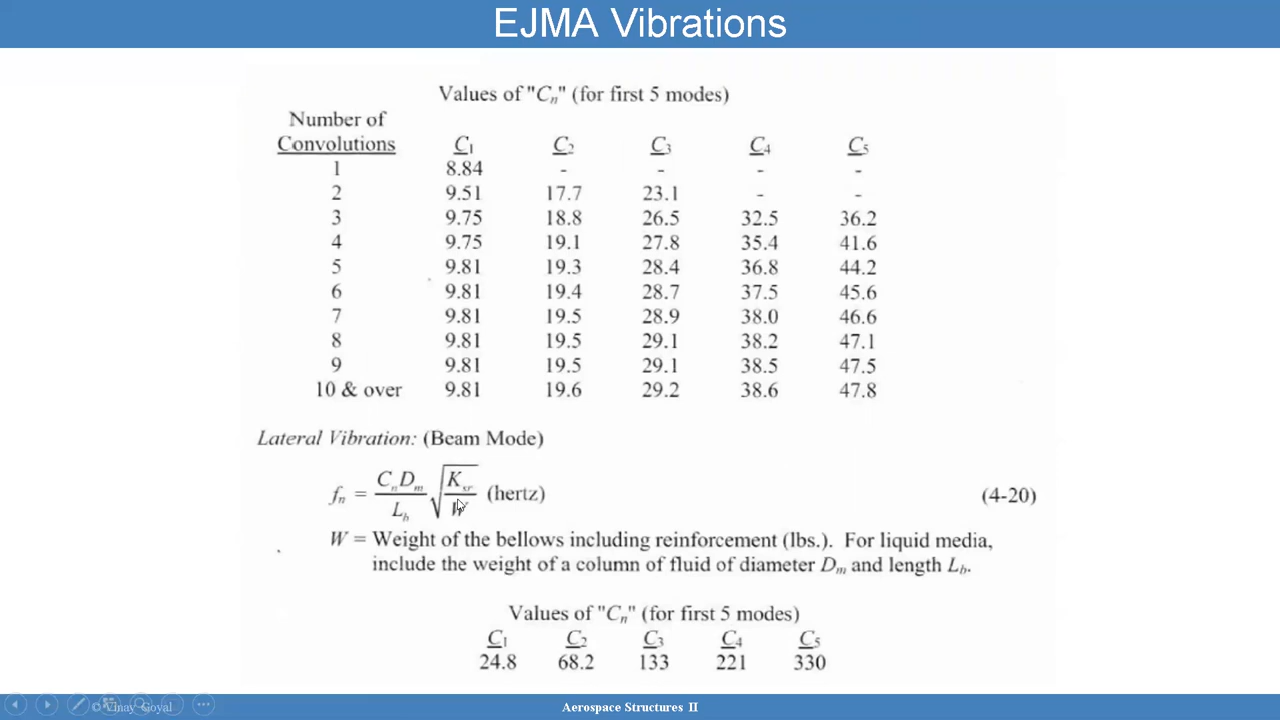 EJMA Vibrations
Values of "Cₙ" (for first 5 modes)
Number of
Convolutions C₁ C₂ C₃ C₄ C₅
1 8.84 - - - -
2 9.51 17.7 23.1 - -
3 9.75 18.8 26.5 32.5 36.2
4 9.75 19.1 27.8 35.4 41.6
5 9.81 19.3 28.4 36.8 44.2
6 9.81 19.4 28.7 37.5 45.6
7 9.81 19.5 28.9 38.0 46.6
8 9.81 19.5 29.1 38.2 47.1
9 9.81 19.5 29.1 38.5 47.5
10 & over 9.81 19.6 29.2 38.6 47.8
Lateral Vibration: (Beam Mode)
fₙ = CₙDₘ / L_b √(K_sr / W) (hertz) (4-20)
W = Weight of the bellows including reinforcement (lbs.). For liquid media,
include the weight of a column of fluid of diameter Dₘ and length L_b.
Values of "Cₙ" (for first 5 modes)
C₁ C₂ C₃ C₄ C₅
24.8 68.2 133 221 330
© Vinay Goyal
Aerospace Structures II